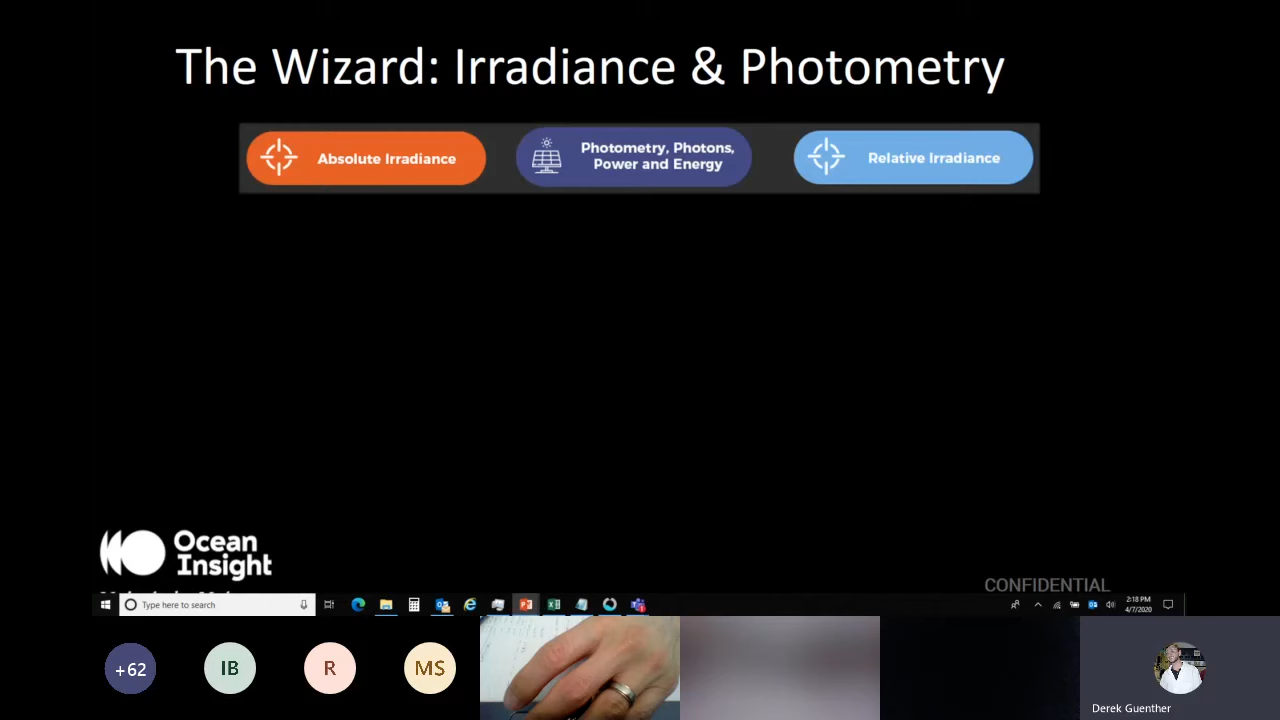 The Wizard: Irradiance & Photometry
Absolute Irradiance
Photometry, Photons,
Power and Energy
Relative Irradiance
Ocean
Insight
CONFIDENTIAL
Type here to search
2:18 PM
4/7/2020
+62
IB
R
MS
Derek Guenther